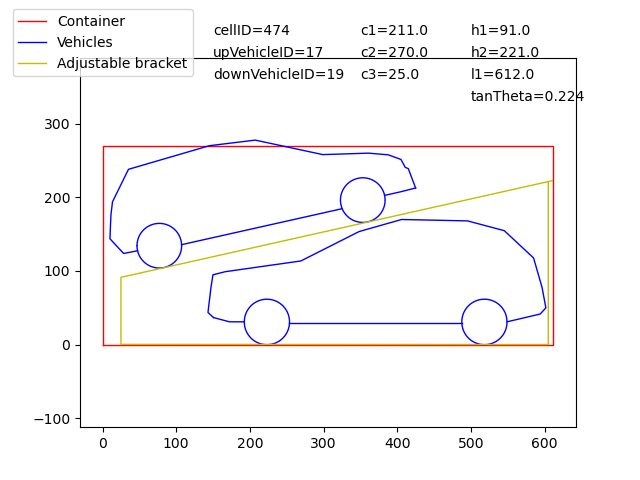 Container
Vehicles
Adjustable bracket
cellID=474 c1=211.0 h1=91.0
upVehicleID=17 c2=270.0 h2=221.0
downVehicleID=19 c3=25.0 l1=612.0
tanTheta=0.224
300
200
100
0
−100
0 100 200 300 400 500 600